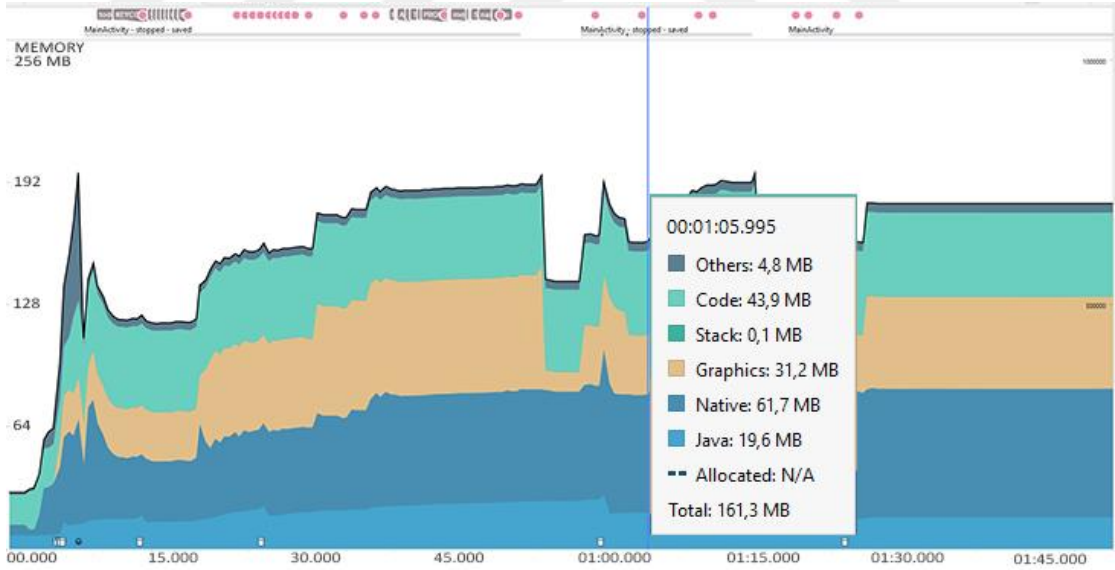 MainActivity - stopped - saved
MainActivity - stopped - saved
MainActivity
MEMORY
256 MB
100000
192
128
64
00:01:05.995
Others: 4,8 MB
Code: 43,9 MB
Stack: 0,1 MB
Graphics: 31,2 MB
Native: 61,7 MB
Java: 19,6 MB
Allocated: N/A
Total: 161,3 MB
00.000
15.000
30.000
45.000
01:00.000
01:15.000
01:30.000
01:45.000